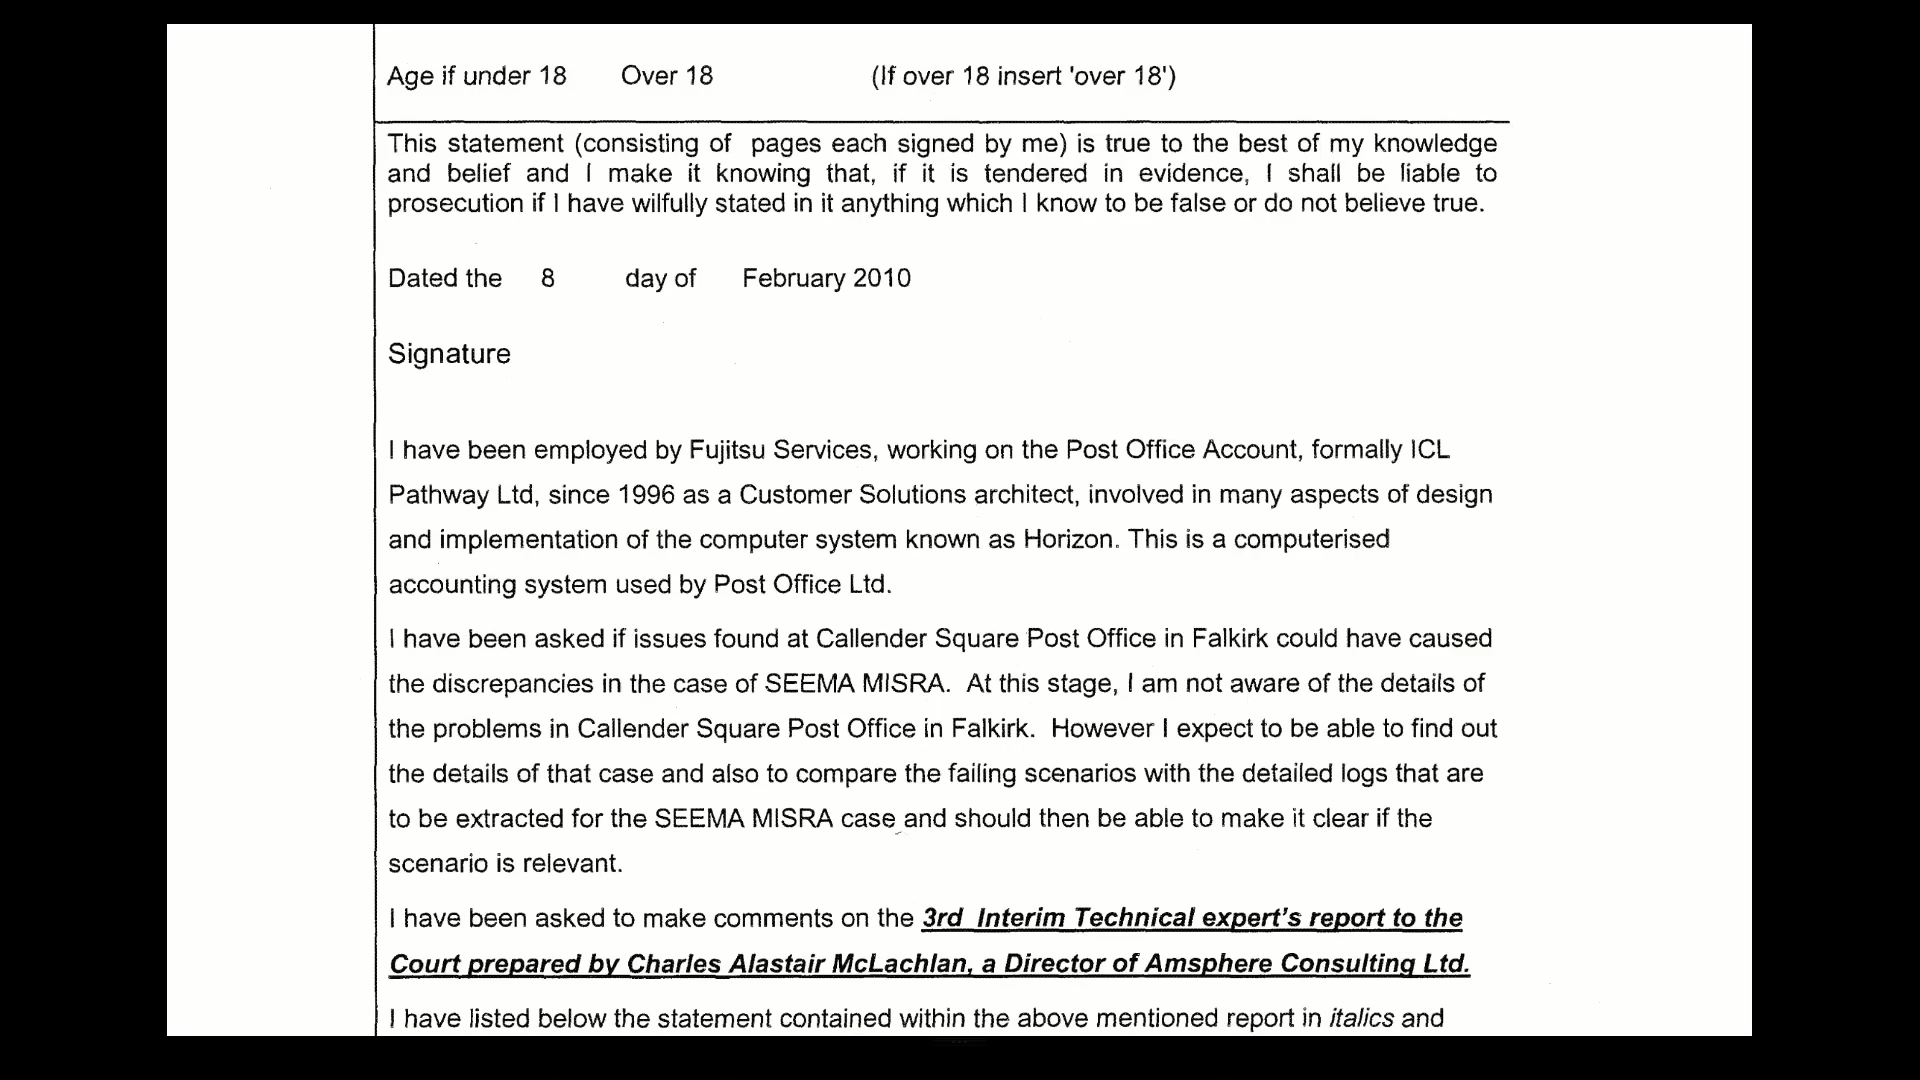 Age if under 18 Over 18 (If over 18 insert 'over 18')
This statement (consisting of pages each signed by me) is true to the best of my knowledge
and belief and I make it knowing that, if it is tendered in evidence, I shall be liable to
prosecution if I have wilfully stated in it anything which I know to be false or do not believe true.
Dated the 8 day of February 2010
Signature
I have been employed by Fujitsu Services, working on the Post Office Account, formally ICL
Pathway Ltd, since 1996 as a Customer Solutions architect, involved in many aspects of design
and implementation of the computer system known as Horizon. This is a computerised
accounting system used by Post Office Ltd.
I have been asked if issues found at Callender Square Post Office in Falkirk could have caused
the discrepancies in the case of SEEMA MISRA. At this stage, I am not aware of the details of
the problems in Callender Square Post Office in Falkirk. However I expect to be able to find out
the details of that case and also to compare the failing scenarios with the detailed logs that are
to be extracted for the SEEMA MISRA case and should then be able to make it clear if the
scenario is relevant.
I have been asked to make comments on the 3rd Interim Technical expert's report to the
Court prepared by Charles Alastair McLachlan, a Director of Amsphere Consulting Ltd.
I have listed below the statement contained within the above mentioned report in italics and